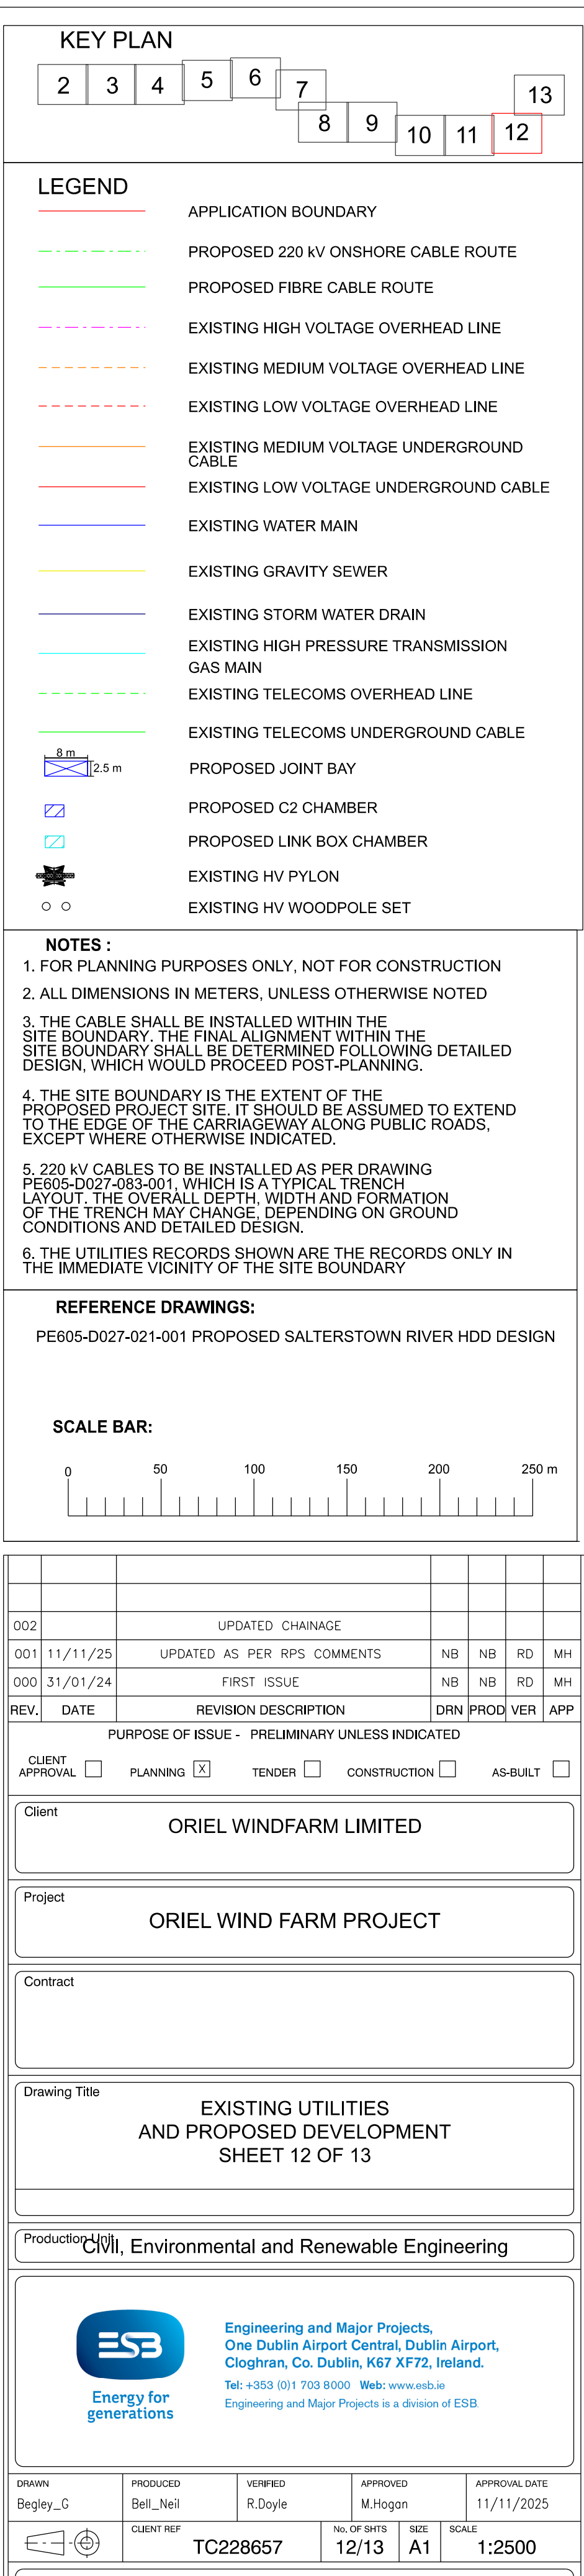 KEY PLAN
2 3 4 5 6 7 8 9 10 11 12 13
LEGEND
APPLICATION BOUNDARY
PROPOSED 220 kV ONSHORE CABLE ROUTE
PROPOSED FIBRE CABLE ROUTE
EXISTING HIGH VOLTAGE OVERHEAD LINE
EXISTING MEDIUM VOLTAGE OVERHEAD LINE
EXISTING LOW VOLTAGE OVERHEAD LINE
EXISTING MEDIUM VOLTAGE UNDERGROUND
CABLE
EXISTING LOW VOLTAGE UNDERGROUND CABLE
EXISTING WATER MAIN
EXISTING GRAVITY SEWER
EXISTING STORM WATER DRAIN
EXISTING HIGH PRESSURE TRANSMISSION
GAS MAIN
EXISTING TELECOMS OVERHEAD LINE
EXISTING TELECOMS UNDERGROUND CABLE
8 m
2.5 m PROPOSED JOINT BAY
PROPOSED C2 CHAMBER
PROPOSED LINK BOX CHAMBER
EXISTING HV PYLON
EXISTING HV WOODPOLE SET
NOTES :
1. FOR PLANNING PURPOSES ONLY, NOT FOR CONSTRUCTION
2. ALL DIMENSIONS IN METERS, UNLESS OTHERWISE NOTED
3. THE CABLE SHALL BE INSTALLED WITHIN THE
SITE BOUNDARY. THE FINAL ALIGNMENT WITHIN THE
SITE BOUNDARY SHALL BE DETERMINED FOLLOWING DETAILED
DESIGN, WHICH WOULD PROCEED POST-PLANNING.
4. THE SITE BOUNDARY IS THE EXTENT OF THE
PROPOSED PROJECT SITE. IT SHOULD BE ASSUMED TO EXTEND
TO THE EDGE OF THE CARRIAGEWAY ALONG PUBLIC ROADS,
EXCEPT WHERE OTHERWISE INDICATED.
5. 220 kV CABLES TO BE INSTALLED AS PER DRAWING
PE605-D027-083-001, WHICH IS A TYPICAL TRENCH
LAYOUT. THE OVERALL DEPTH, WIDTH AND FORMATION
OF THE TRENCH MAY CHANGE, DEPENDING ON GROUND
CONDITIONS AND DETAILED DESIGN.
6. THE UTILITIES RECORDS SHOWN ARE THE RECORDS ONLY IN
THE IMMEDIATE VICINITY OF THE SITE BOUNDARY
REFERENCE DRAWINGS:
PE605-D027-021-001 PROPOSED SALTERSTOWN RIVER HDD DESIGN
SCALE BAR:
0 50 100 150 200 250 m
002 UPDATED CHAINAGE
001 11/11/25 UPDATED AS PER RPS COMMENTS NB NB RD MH
000 31/01/24 FIRST ISSUE NB NB RD MH
REV. DATE REVISION DESCRIPTION DRN PROD VER APP
PURPOSE OF ISSUE - PRELIMINARY UNLESS INDICATED
CLIENT
APPROVAL PLANNING X TENDER CONSTRUCTION AS-BUILT
Client
ORIEL WINDFARM LIMITED
Project
ORIEL WIND FARM PROJECT
Contract
Drawing Title
EXISTING UTILITIES
AND PROPOSED DEVELOPMENT
SHEET 12 OF 13
Production Unit
Civil, Environmental and Renewable Engineering
ESB
Energy for
generations
Engineering and Major Projects,
One Dublin Airport Central, Dublin Airport,
Cloghran, Co. Dublin, K67 XF72, Ireland.
Tel: +353 (0)1 703 8000 Web: www.esb.ie
Engineering and Major Projects is a division of ESB.
DRAWN PRODUCED VERIFIED APPROVED APPROVAL DATE
Begley_G Bell_Neil R.Doyle M.Hogan 11/11/2025
CLIENT REF No. OF SHTS SIZE SCALE
TC228657 12/13 A1 1:2500